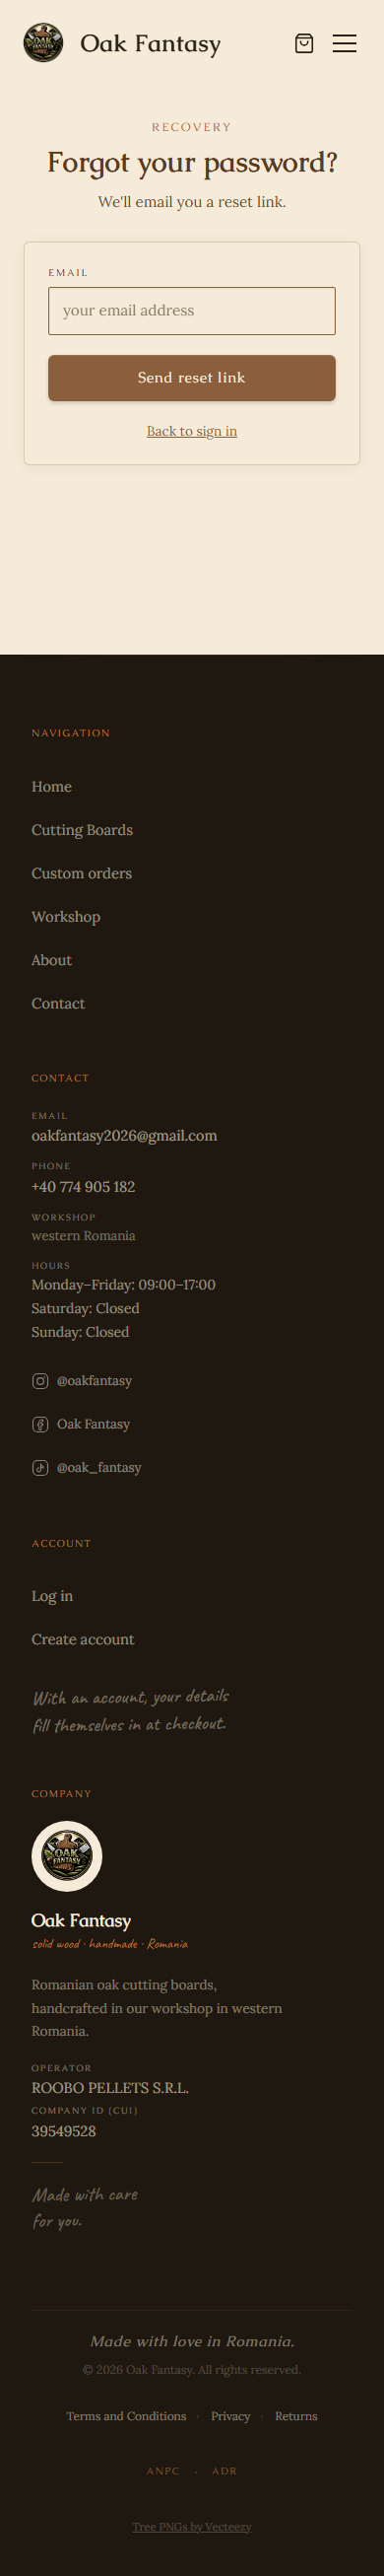 Oak Fantasy
RECOVERY
Forgot your password?
We'll email you a reset link.
EMAIL
your email address
Send reset link
Back to sign in
NAVIGATION
Home
Cutting Boards
Custom orders
Workshop
About
Contact
CONTACT
EMAIL
oakfantasy2026@gmail.com
PHONE
+40 774 905 182
WORKSHOP
western Romania
HOURS
Monday–Friday: 09:00–17:00
Saturday: Closed
Sunday: Closed
@oakfantasy
Oak Fantasy
@oak_fantasy
ACCOUNT
Log in
Create account
With an account, your details
fill themselves in at checkout.
COMPANY
OAK
FANTASY
Oak Fantasy
solid wood · handmade · Romania
Romanian oak cutting boards,
handcrafted in our workshop in western
Romania.
OPERATOR
ROOBO PELLETS S.R.L.
COMPANY ID (CUI)
39549528
Made with care
for you.
Made with love in Romania.
© 2026 Oak Fantasy. All rights reserved.
Terms and Conditions · Privacy · Returns
ANPC · ADR
Tree PNGs by Vecteezy